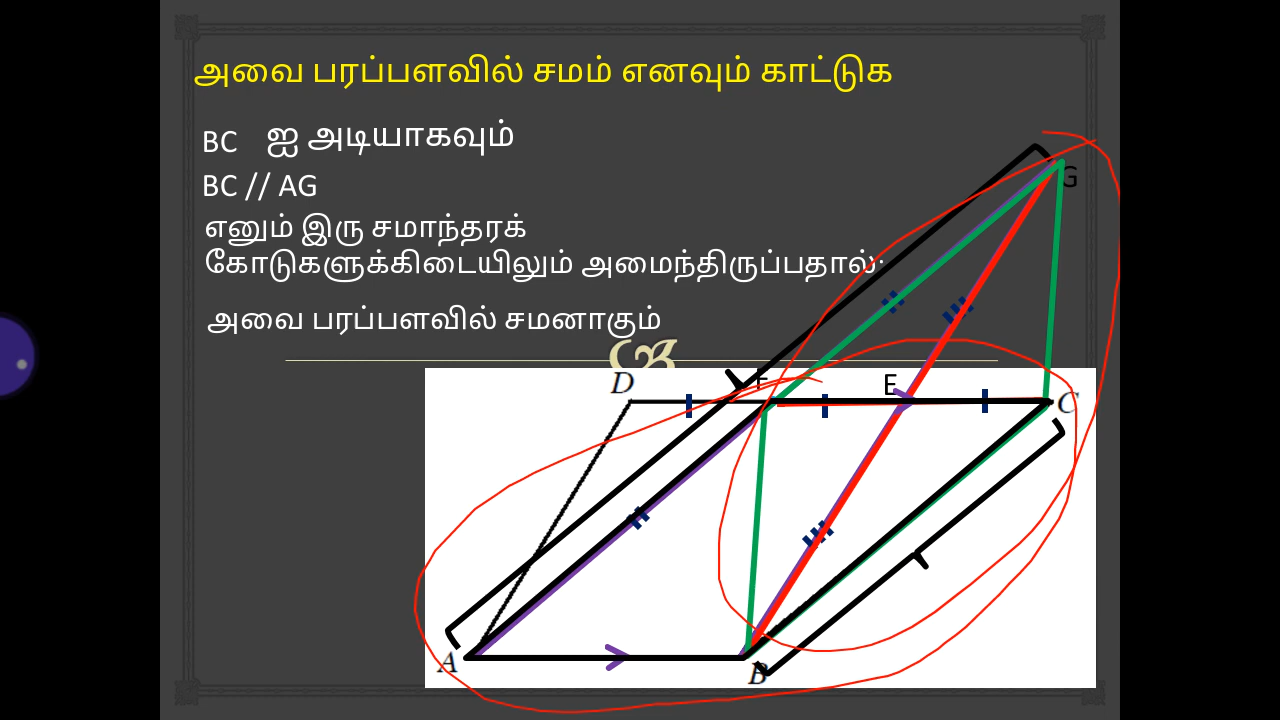 அவை பரப்பளவில் சமம் எனவும் காட்டுக
BC ஐ அடியாகவும்
BC // AG
எனும் இரு சமாந்தரக்
கோடுகளுக்கிடையிலும் அமைந்திருப்பதால்;
அவை பரப்பளவில் சமனாகும்
G
D
F
E
C
A
B